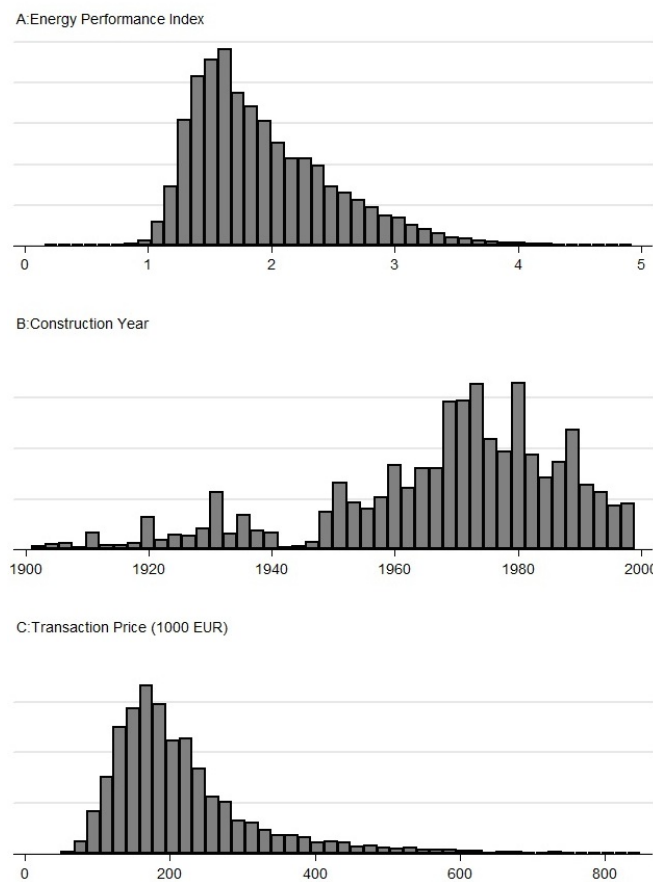 A:Energy Performance Index
0 1 2 3 4 5
B:Construction Year
1900 1920 1940 1960 1980 2000
C:Transaction Price (1000 EUR)
0 200 400 600 800